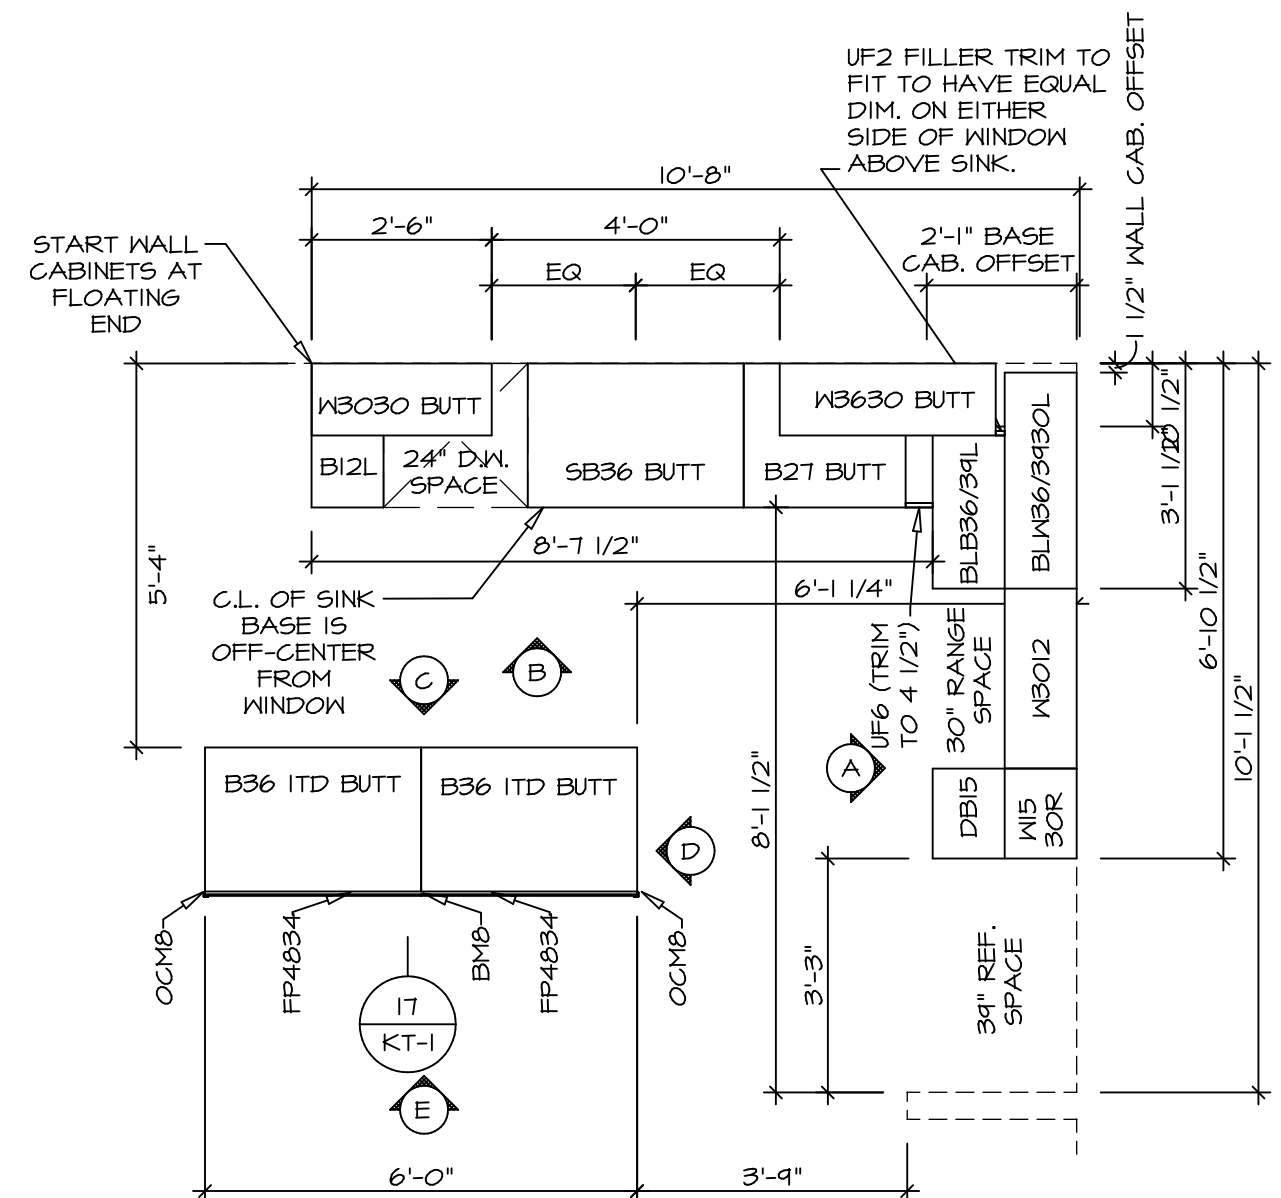 UF2 FILLER TRIM TO
FIT TO HAVE EQUAL
DIM. ON EITHER
SIDE OF WINDOW
ABOVE SINK.
1 1/2" WALL CAB. OFFSET
10'-8"
2'-6"
4'-0"
2'-1" BASE
CAB. OFFSET
EQ
EQ
START WALL
CABINETS AT
FLOATING
END
W3030 BUTT
W3630 BUTT
B12L
24" D.W.
SPACE
SB36 BUTT
B27 BUTT
BLB36/39L
BLM36/3930L
10 1/2"
3'-1 1/2"
8'-7 1/2"
5'-4"
6'-1 1/4"
C.L. OF SINK
BASE IS
OFF-CENTER
FROM
WINDOW
C
B
UF6 (TRIM
TO 4 1/2")
30" RANGE
SPACE
W3012
6'-10 1/2"
10'-1 1/2"
A
8'-1 1/2"
B36 1TD BUTT
B36 1TD BUTT
DB15
W15
30R
D
OCM8
FP4834
BM8
FP4834
OCM8
3'-3"
39" REF.
SPACE
17
KT-1
E
6'-0"
3'-9"